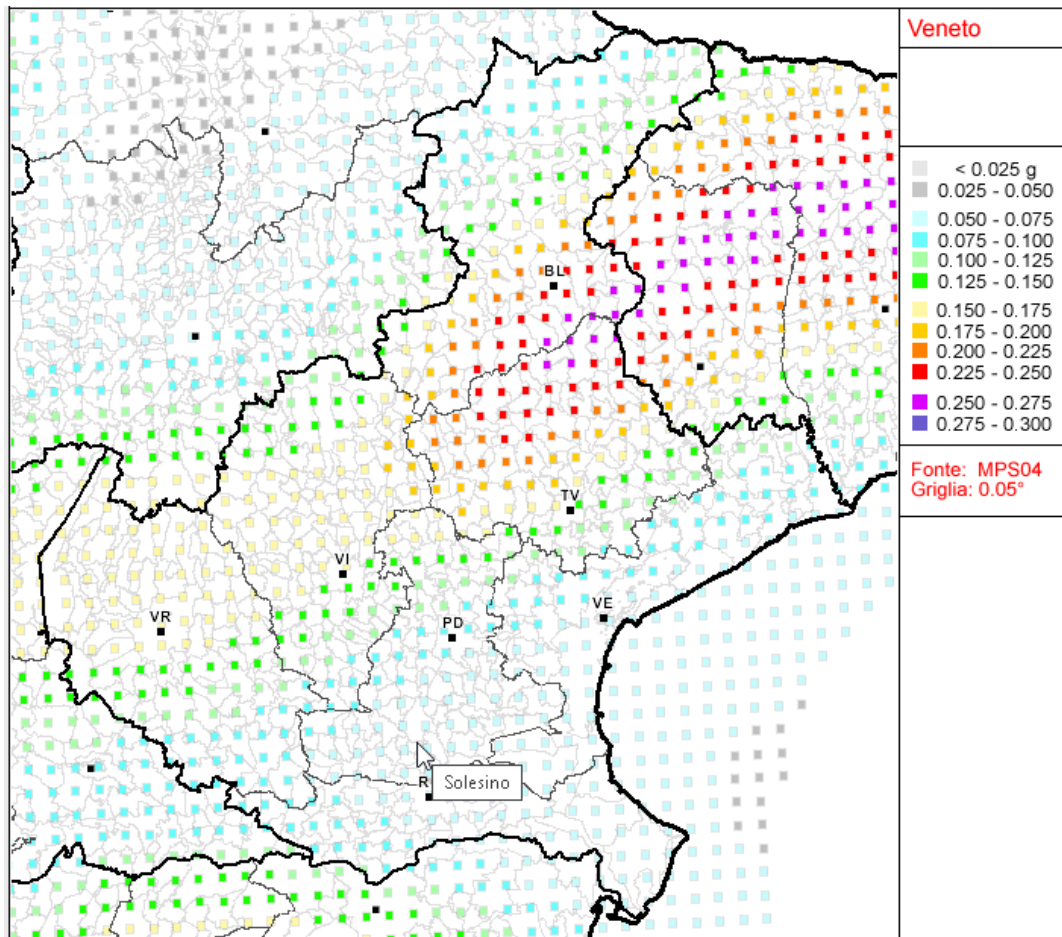 Veneto
< 0.025 g
0.025 - 0.050
0.050 - 0.075
0.075 - 0.100
0.100 - 0.125
0.125 - 0.150
0.150 - 0.175
0.175 - 0.200
0.200 - 0.225
0.225 - 0.250
0.250 - 0.275
0.275 - 0.300
Fonte: MPS04
Griglia: 0.05°
BL
TV
VI
VR
PD
VE
R
Solesino